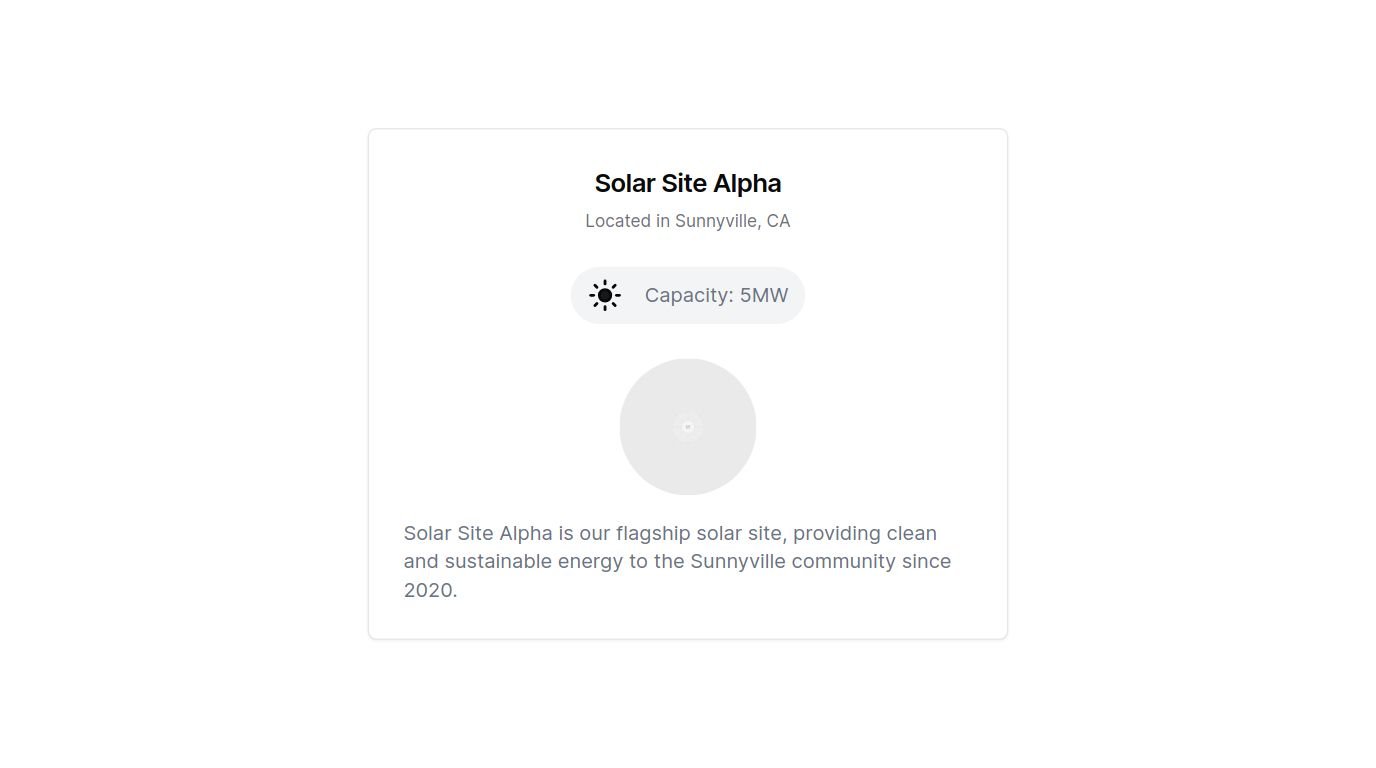 Solar Site Alpha
Located in Sunnyville, CA
Capacity: 5MW
Solar Site Alpha is our flagship solar site, providing clean
and sustainable energy to the Sunnyville community since
2020.